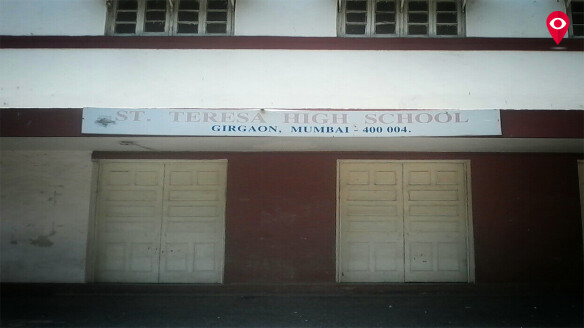 ST. TERESA HIGH SCHOOL
GIRGAON, MUMBAI - 400 004.